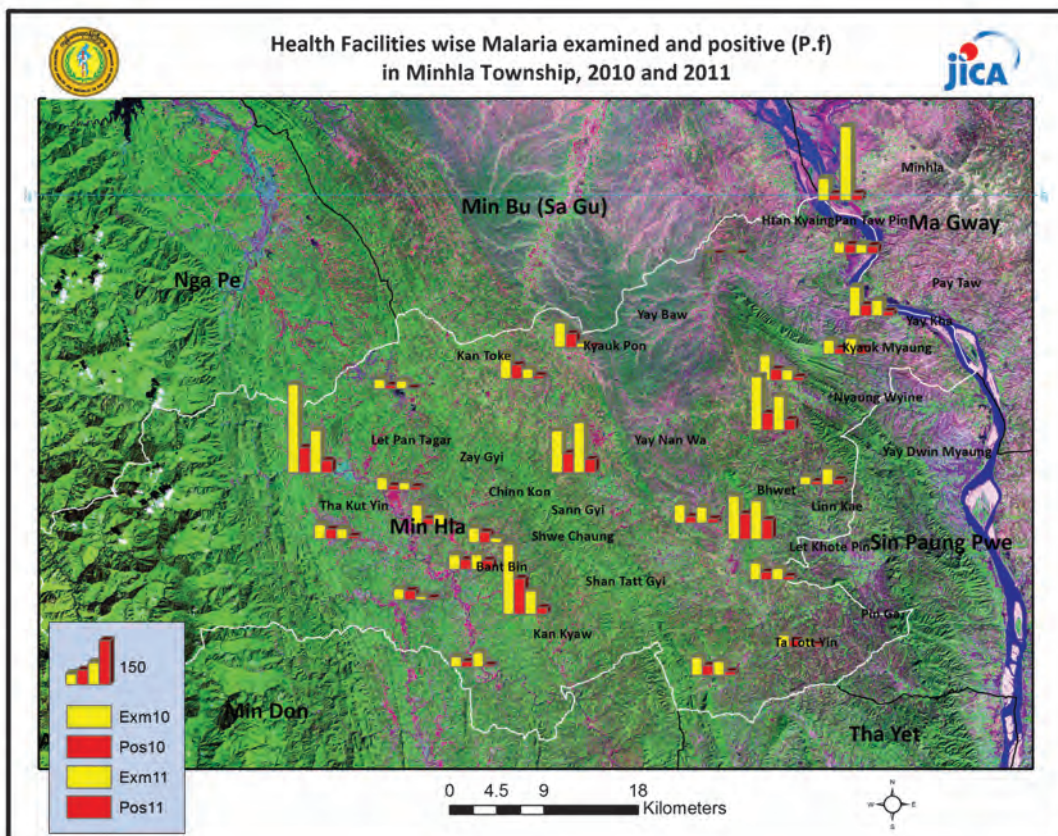 Health Facilities wise Malaria examined and positive (P.f)
in Minhla Township, 2010 and 2011
JICA
Minhla
Min Bu (Sa Gu)
Htan Kyaing
Pan Taw Pin
Ma Gway
Nga Pe
Pay Taw
Yay Baw
Yay Kha
Kyauk Pon
Kyauk Myaung
Kan Toke
Nyaung Wyine
Let Pan Tagar
Yay Nan Wa
Zay Gyi
Yay Dwin Myaung
Chinn Kon
Bhwet
Tha Kut Yin
Sann Gyi
Linn Kae
Min Hla
Shwe Chaung
Let Khote Pin
Sin Paung Pwe
Bant Bin
Shan Tatt Gyi
Pin Ga
Kan Kyaw
Ta Lott Yin
Min Don
Tha Yet
150
Exm10
Pos10
Exm11
Pos11
0 4.5 9 18
Kilometers
N
W E
S